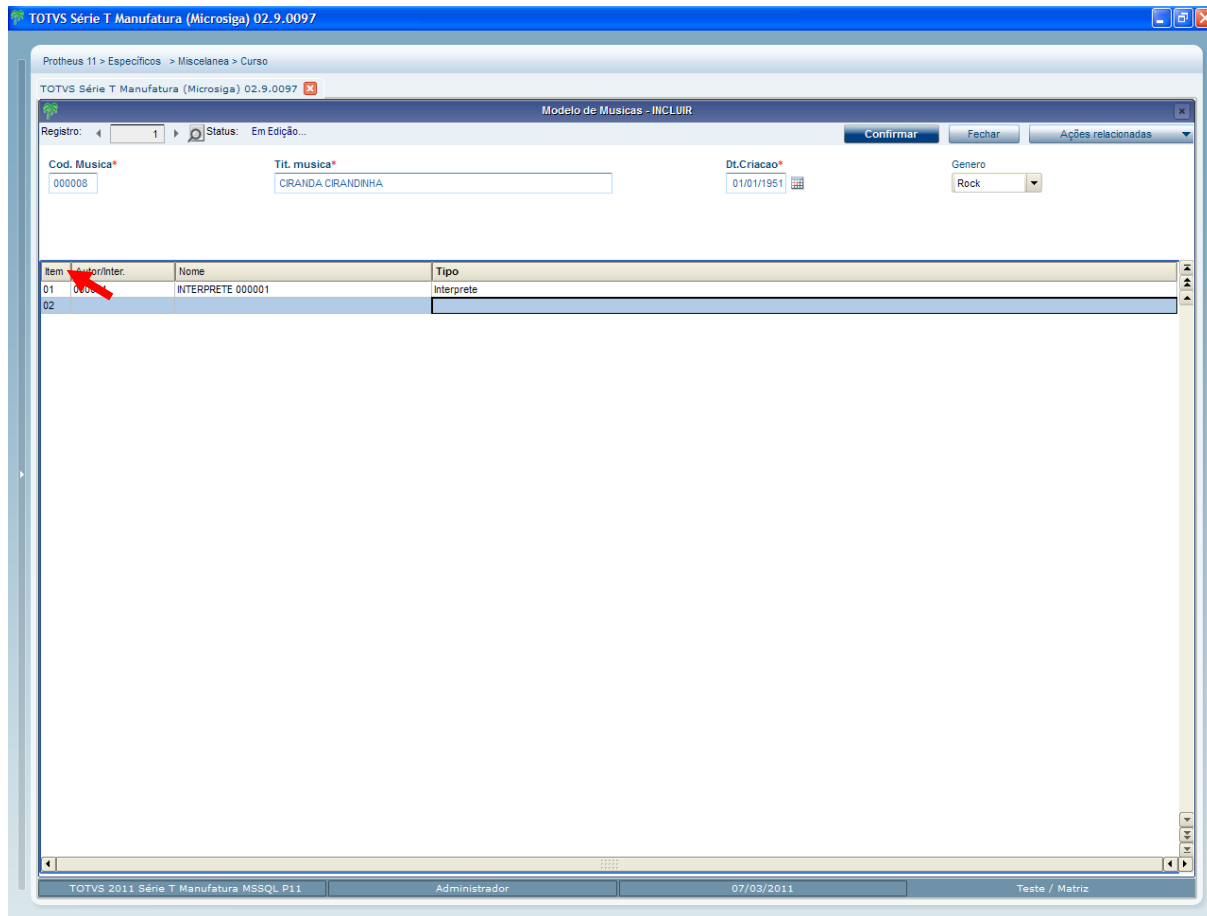 TOTVS Série T Manufatura (Microsiga) 02.9.0097
Protheus 11 > Específicos > Miscelanea > Curso
TOTVS Série T Manufatura (Microsiga) 02.9.0097
Modelo de Musicas - INCLUIR
Registro: 1 Status: Em Edição... Confirmar Fechar Ações relacionadas
Cod. Musica* Tit. musica* Dt.Criacao* Genero
000008 CIRANDA CIRANDINHA 01/01/1951 Rock
Item Autor/Inter. Nome Tipo
01 INTERPRETE 000001 Interprete
02
TOTVS 2011 Série T Manufatura MSSQL P11 Administrador 07/03/2011 Teste / Matriz